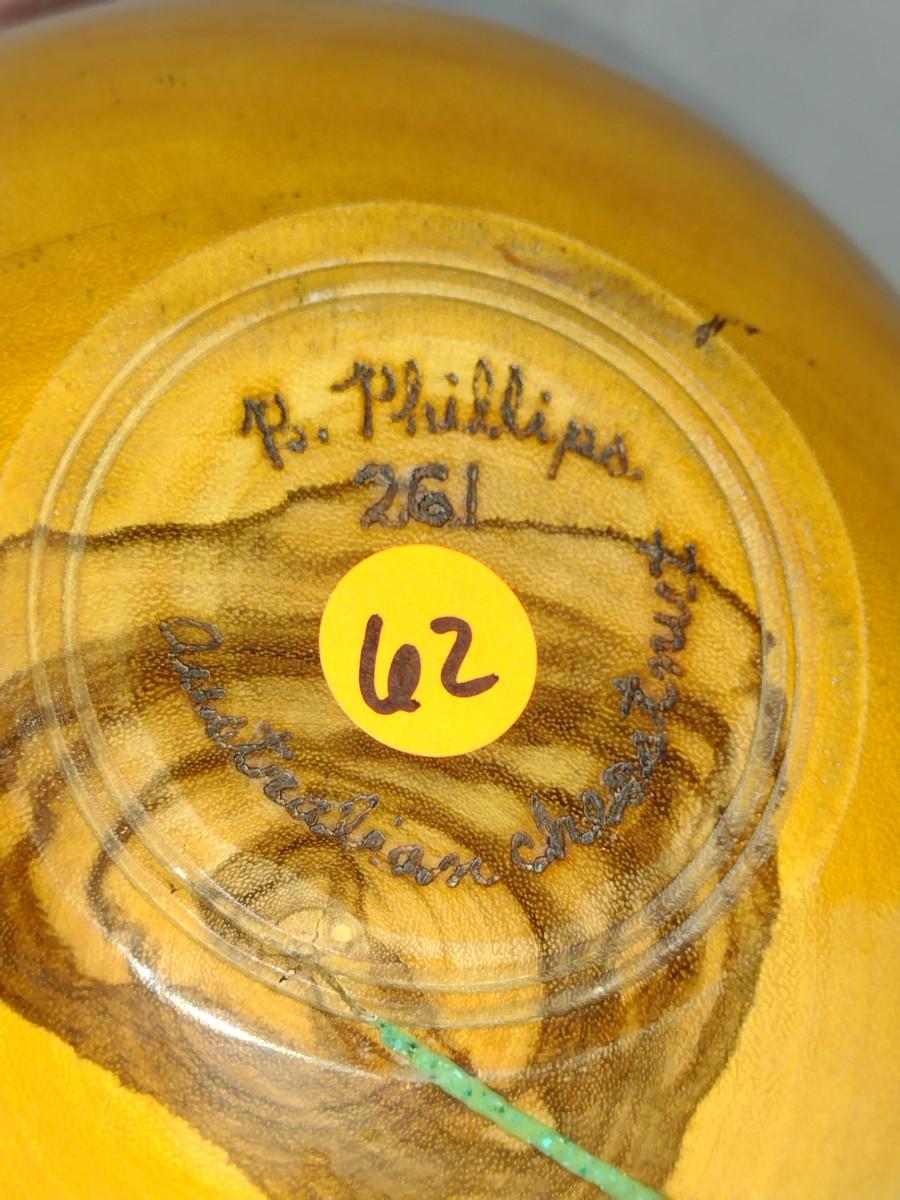 B. Phillips
261
62
Australian chestnut